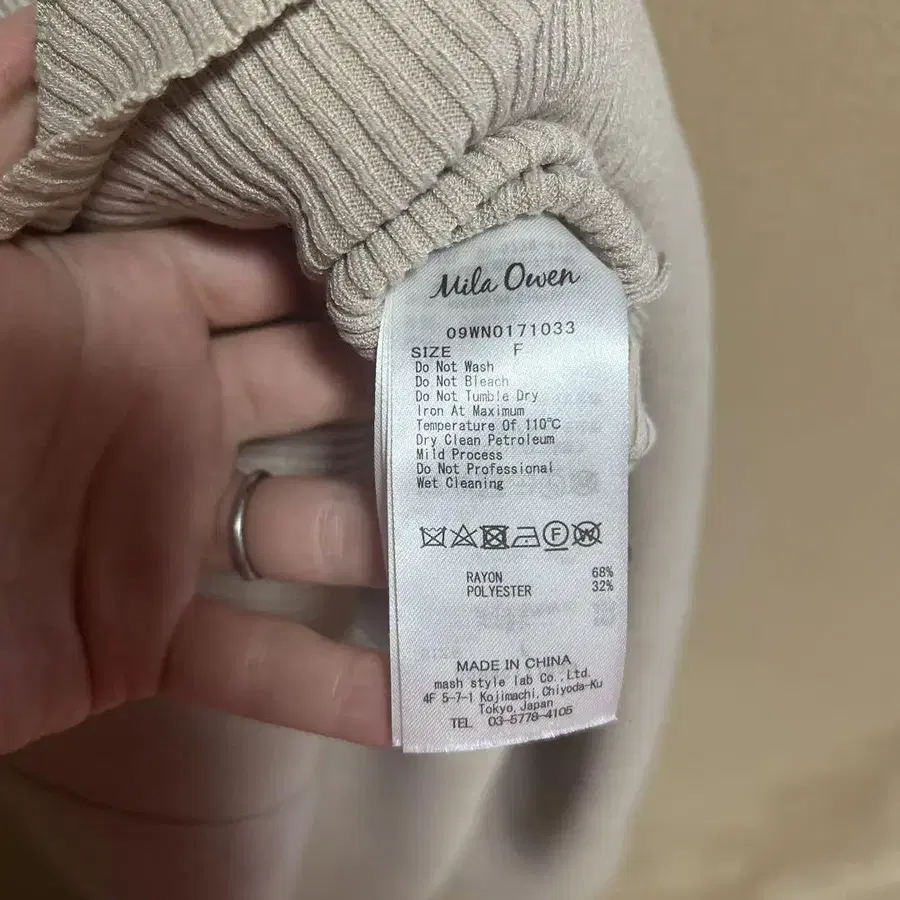 Mila Owen
09WN0171033
SIZE F
Do Not Wash
Do Not Bleach
Do Not Tumble Dry
Iron At Maximum
Temperature Of 110℃
Dry Clean Petroleum
Mild Process
Do Not Professional
Wet Cleaning
F W
RAYON 68%
POLYESTER 32%
MADE IN CHINA
mash style lab Co.,Ltd.
4F 5-7-1 Kojimachi,Chiyoda-Ku
Tokyo,Japan
TEL 03-5778-4105